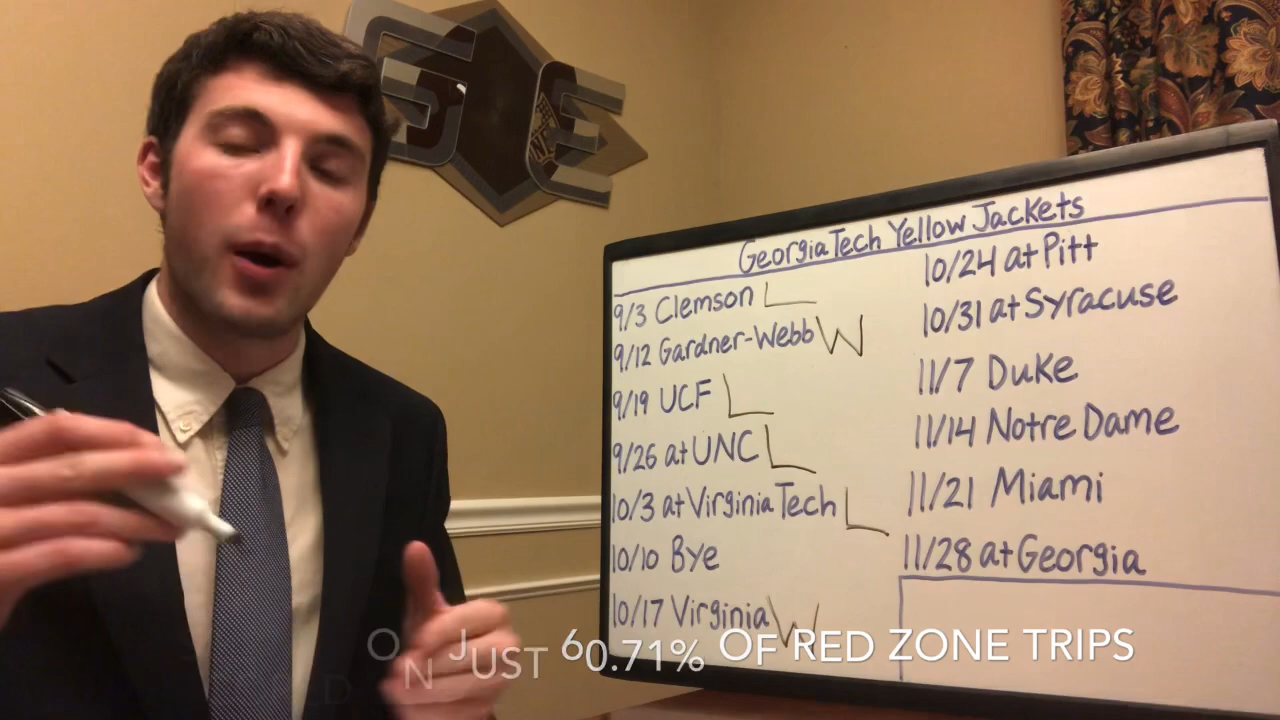 GE
Georgia Tech Yellow Jackets
9/3 Clemson L
9/12 Gardner-Webb W
9/19 UCF L
9/26 at UNC L
10/3 at Virginia Tech L
10/10 Bye
10/17 Virginia W
10/24 at Pitt
10/31 at Syracuse
11/7 Duke
11/14 Notre Dame
11/21 Miami
11/28 at Georgia
ON JUST 60.71% OF RED ZONE TRIPS